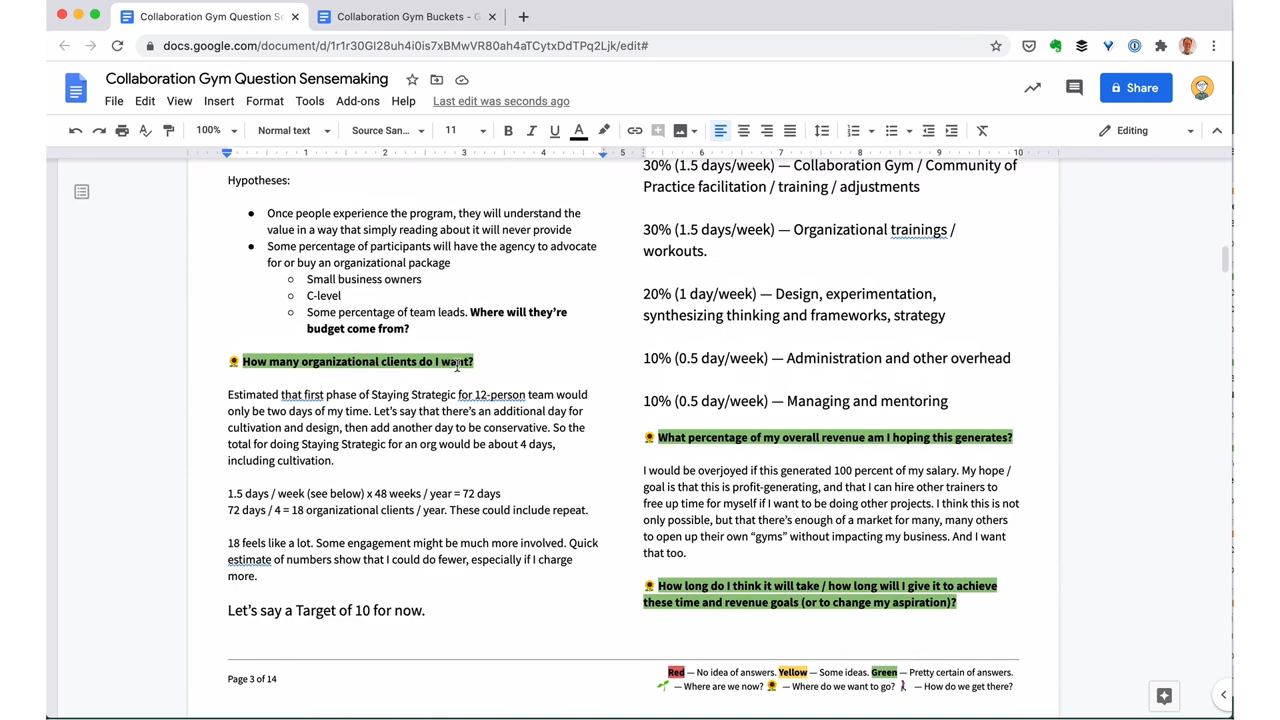 Collaboration Gym Question Se
Collaboration Gym Buckets - G
docs.google.com/document/d/1r1r30GI28uh4i0is7xBMwVR80ah4aTCytxDdTPq2Ljk/edit#
Collaboration Gym Question Sensemaking
File Edit View Insert Format Tools Add-ons Help Last edit was seconds ago
Share
100% Normal text Source San... 11 B I U A Editing
1 2 3 4 5 6 7 8 9 10
Hypotheses:
● Once people experience the program, they will understand the
value in a way that simply reading about it will never provide
● Some percentage of participants will have the agency to advocate
for or buy an organizational package
○ Small business owners
○ C-level
○ Some percentage of team leads. Where will they're
budget come from?
🌻 How many organizational clients do I want?
Estimated that first phase of Staying Strategic for 12-person team would
only be two days of my time. Let's say that there's an additional day for
cultivation and design, then add another day to be conservative. So the
total for doing Staying Strategic for an org would be about 4 days,
including cultivation.
1.5 days / week (see below) x 48 weeks / year = 72 days
72 days / 4 = 18 organizational clients / year. These could include repeat.
18 feels like a lot. Some engagement might be much more involved. Quick
estimate of numbers show that I could do fewer, especially if I charge
more.
Let's say a Target of 10 for now.
30% (1.5 days/week) — Collaboration Gym / Community of
Practice facilitation / training / adjustments
30% (1.5 days/week) — Organizational trainings /
workouts.
20% (1 day/week) — Design, experimentation,
synthesizing thinking and frameworks, strategy
10% (0.5 day/week) — Administration and other overhead
10% (0.5 day/week) — Managing and mentoring
🌻 What percentage of my overall revenue am I hoping this generates?
I would be overjoyed if this generated 100 percent of my salary. My hope /
goal is that this is profit-generating, and that I can hire other trainers to
free up time for myself if I want to be doing other projects. I think this is not
only possible, but that there's enough of a market for many, many others
to open up their own “gyms” without impacting my business. And I want
that too.
🌻 How long do I think it will take / how long will I give it to achieve
these time and revenue goals (or to change my aspiration)?
Page 3 of 14
Red — No idea of answers. Yellow — Some ideas. Green — Pretty certain of answers.
🌱 — Where are we now? 🌻 — Where do we want to go? 🚶‍♀️ — How do we get there?